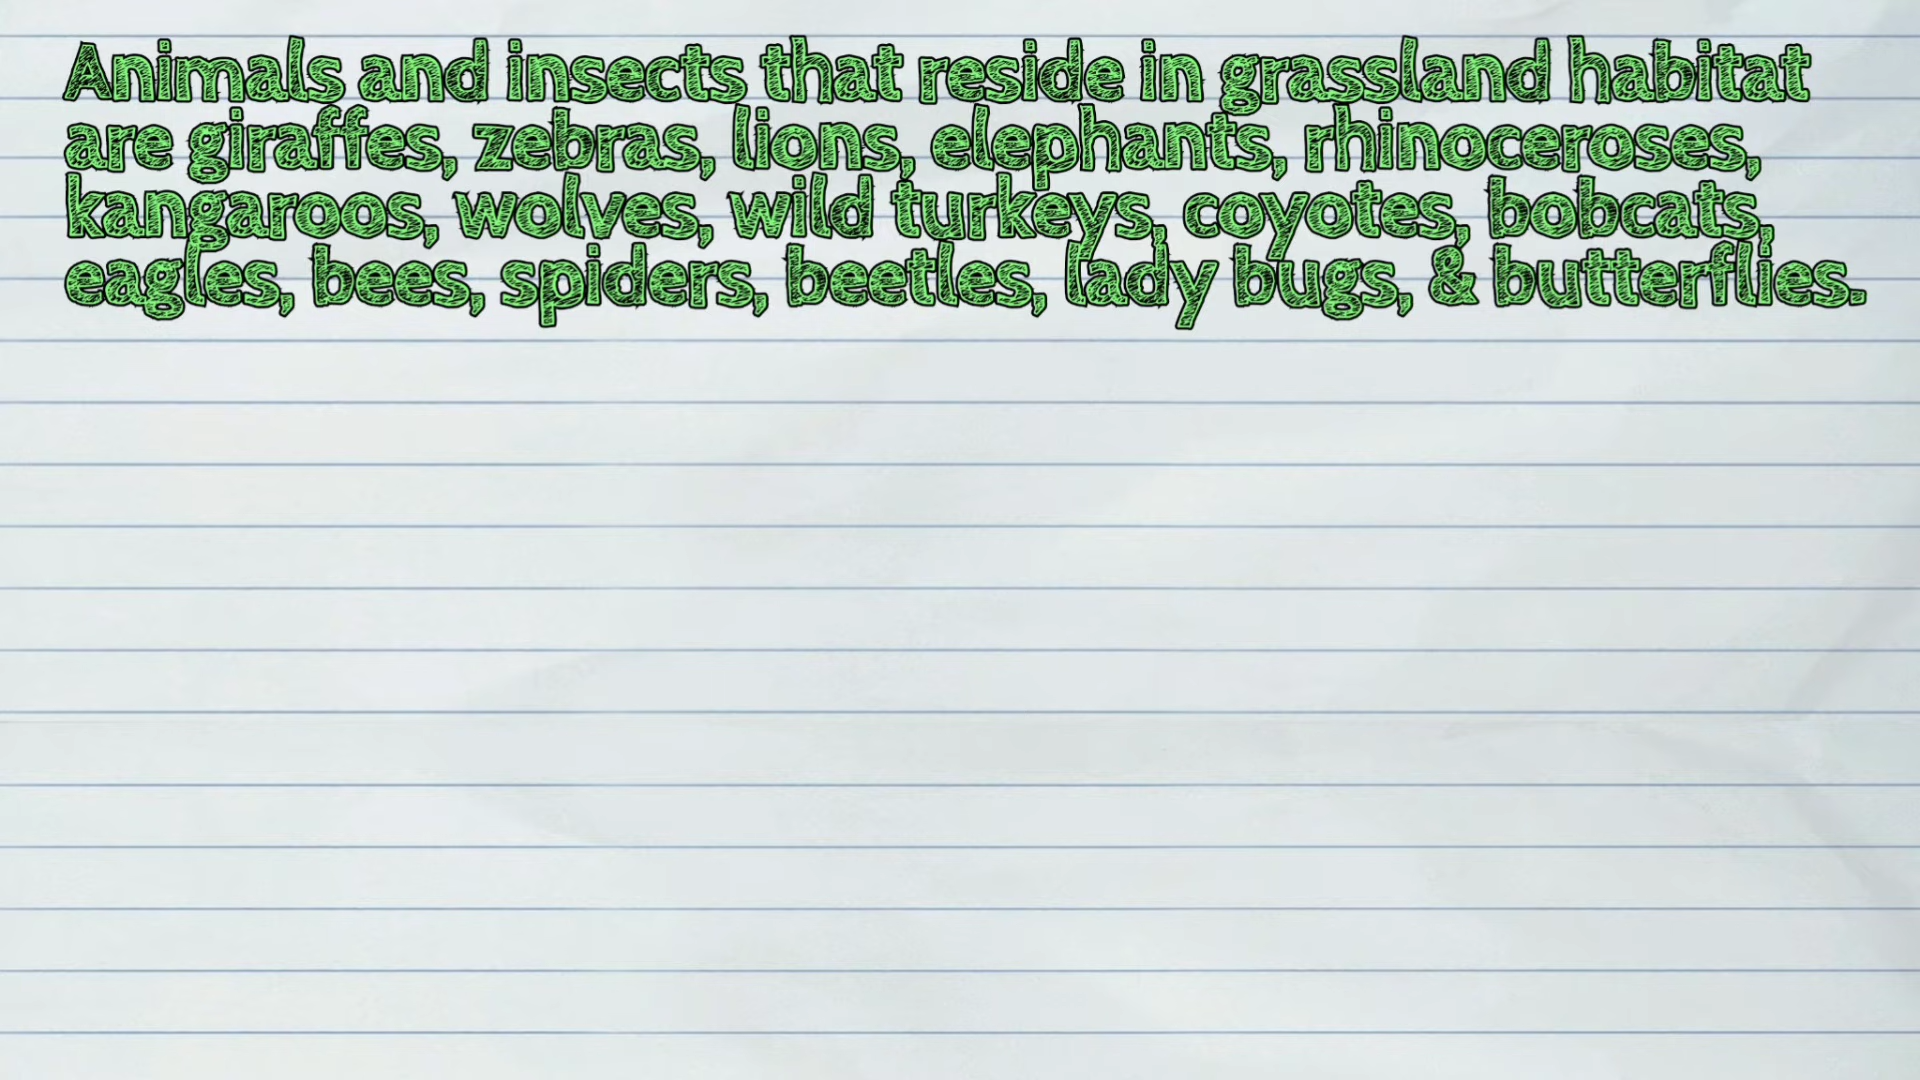 Animals and insects that reside in grassland habitat
are giraffes, zebras, lions, elephants, rhinoceroses,
kangaroos, wolves, wild turkeys, coyotes, bobcats,
eagles, bees, spiders, beetles, lady bugs, & butterflies.